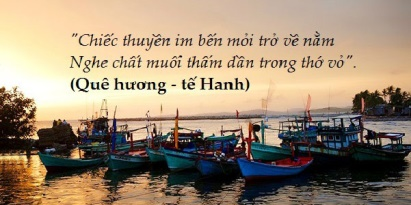 "Chiếc thuyền im bến mỏi trở về nằm
Nghe chất muối thấm dần trong thớ vỏ".
(Quê hương - tế Hanh)